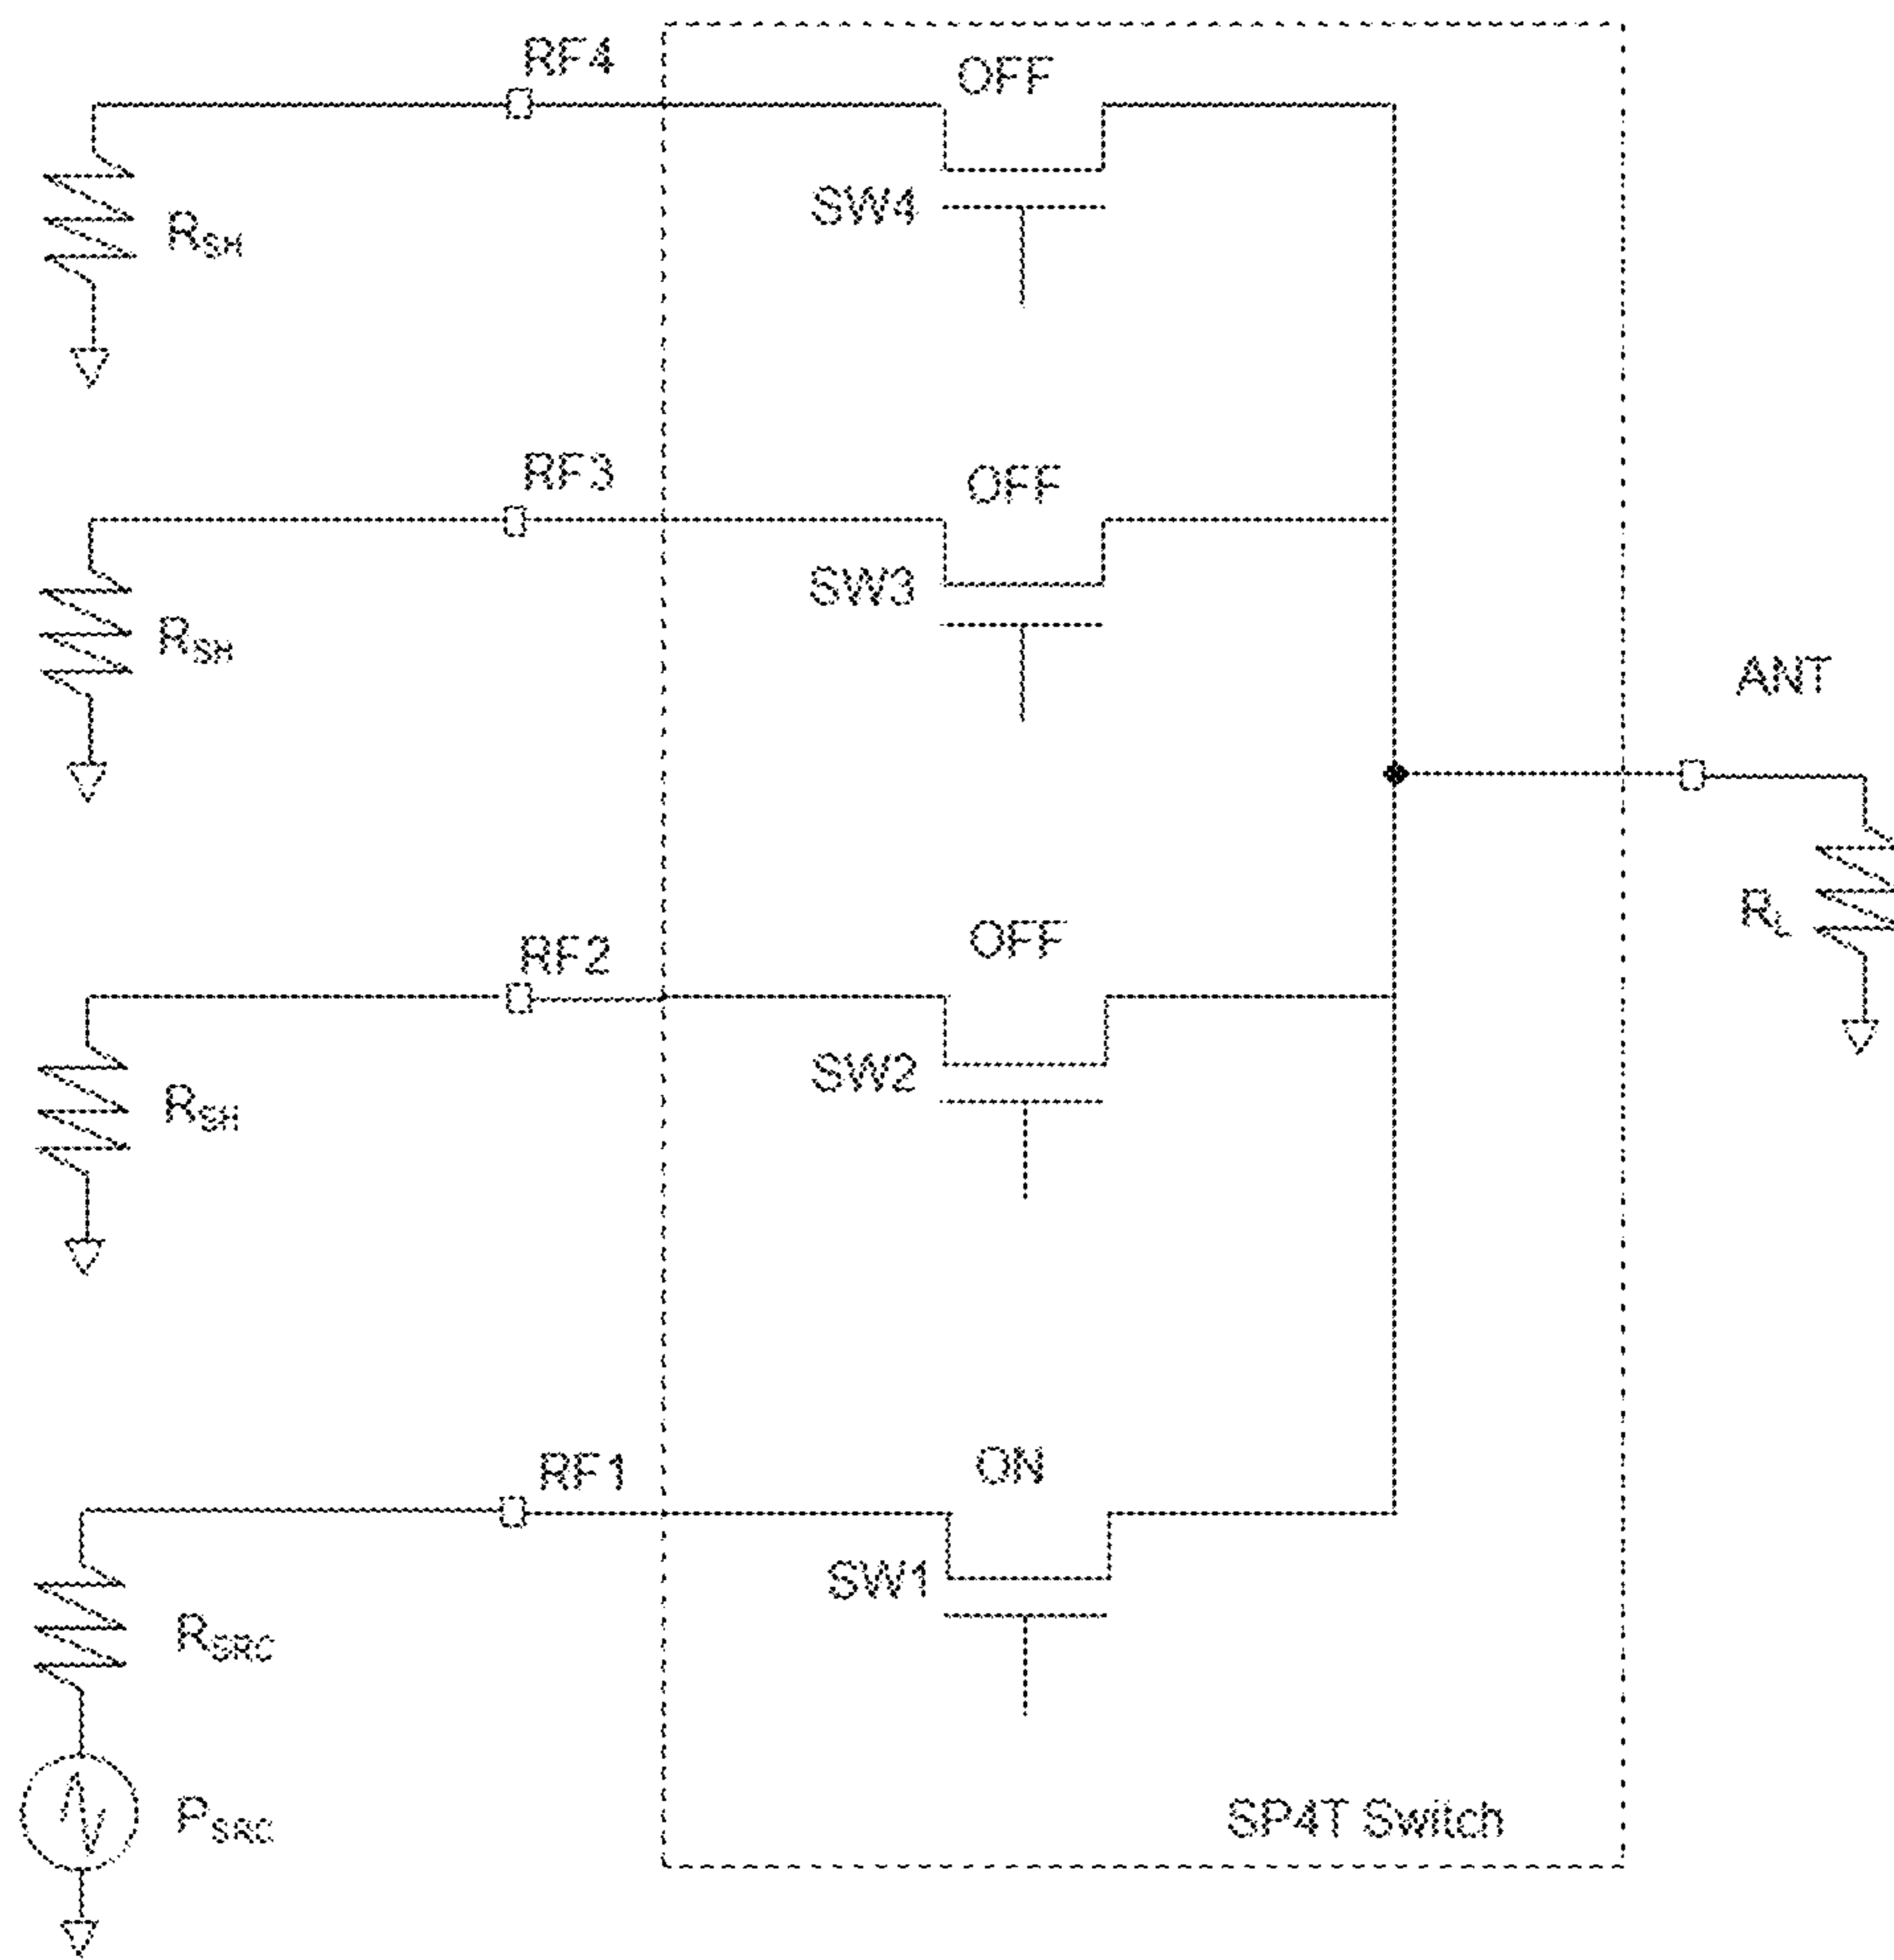 RF4
OFF
SW4
RSH
RF3
OFF
SW3
RSH
ANT
RL
RF2
OFF
SW2
RSH
RF1
ON
SW1
RSRC
PSRC
SP4T Switch